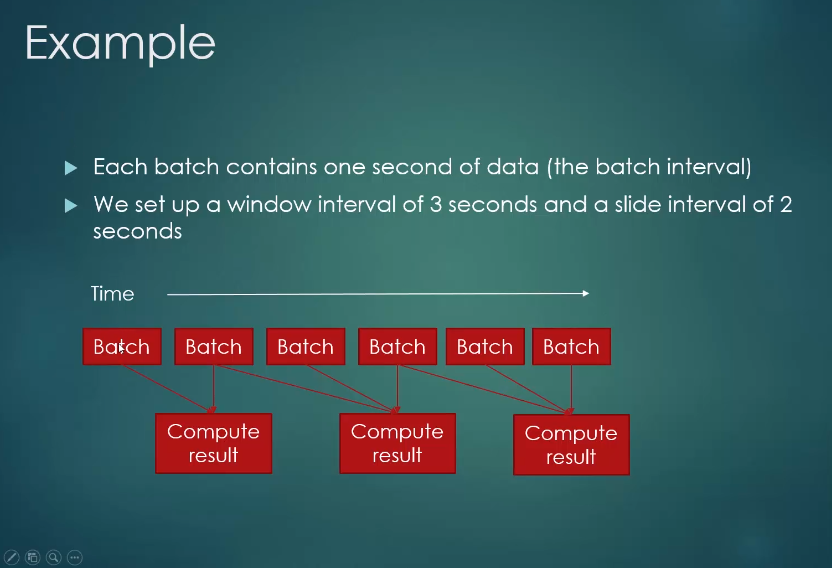 Example
Each batch contains one second of data (the batch interval)
We set up a window interval of 3 seconds and a slide interval of 2
seconds
Time
Batch Batch Batch Batch Batch Batch
Compute Compute Compute
result result result